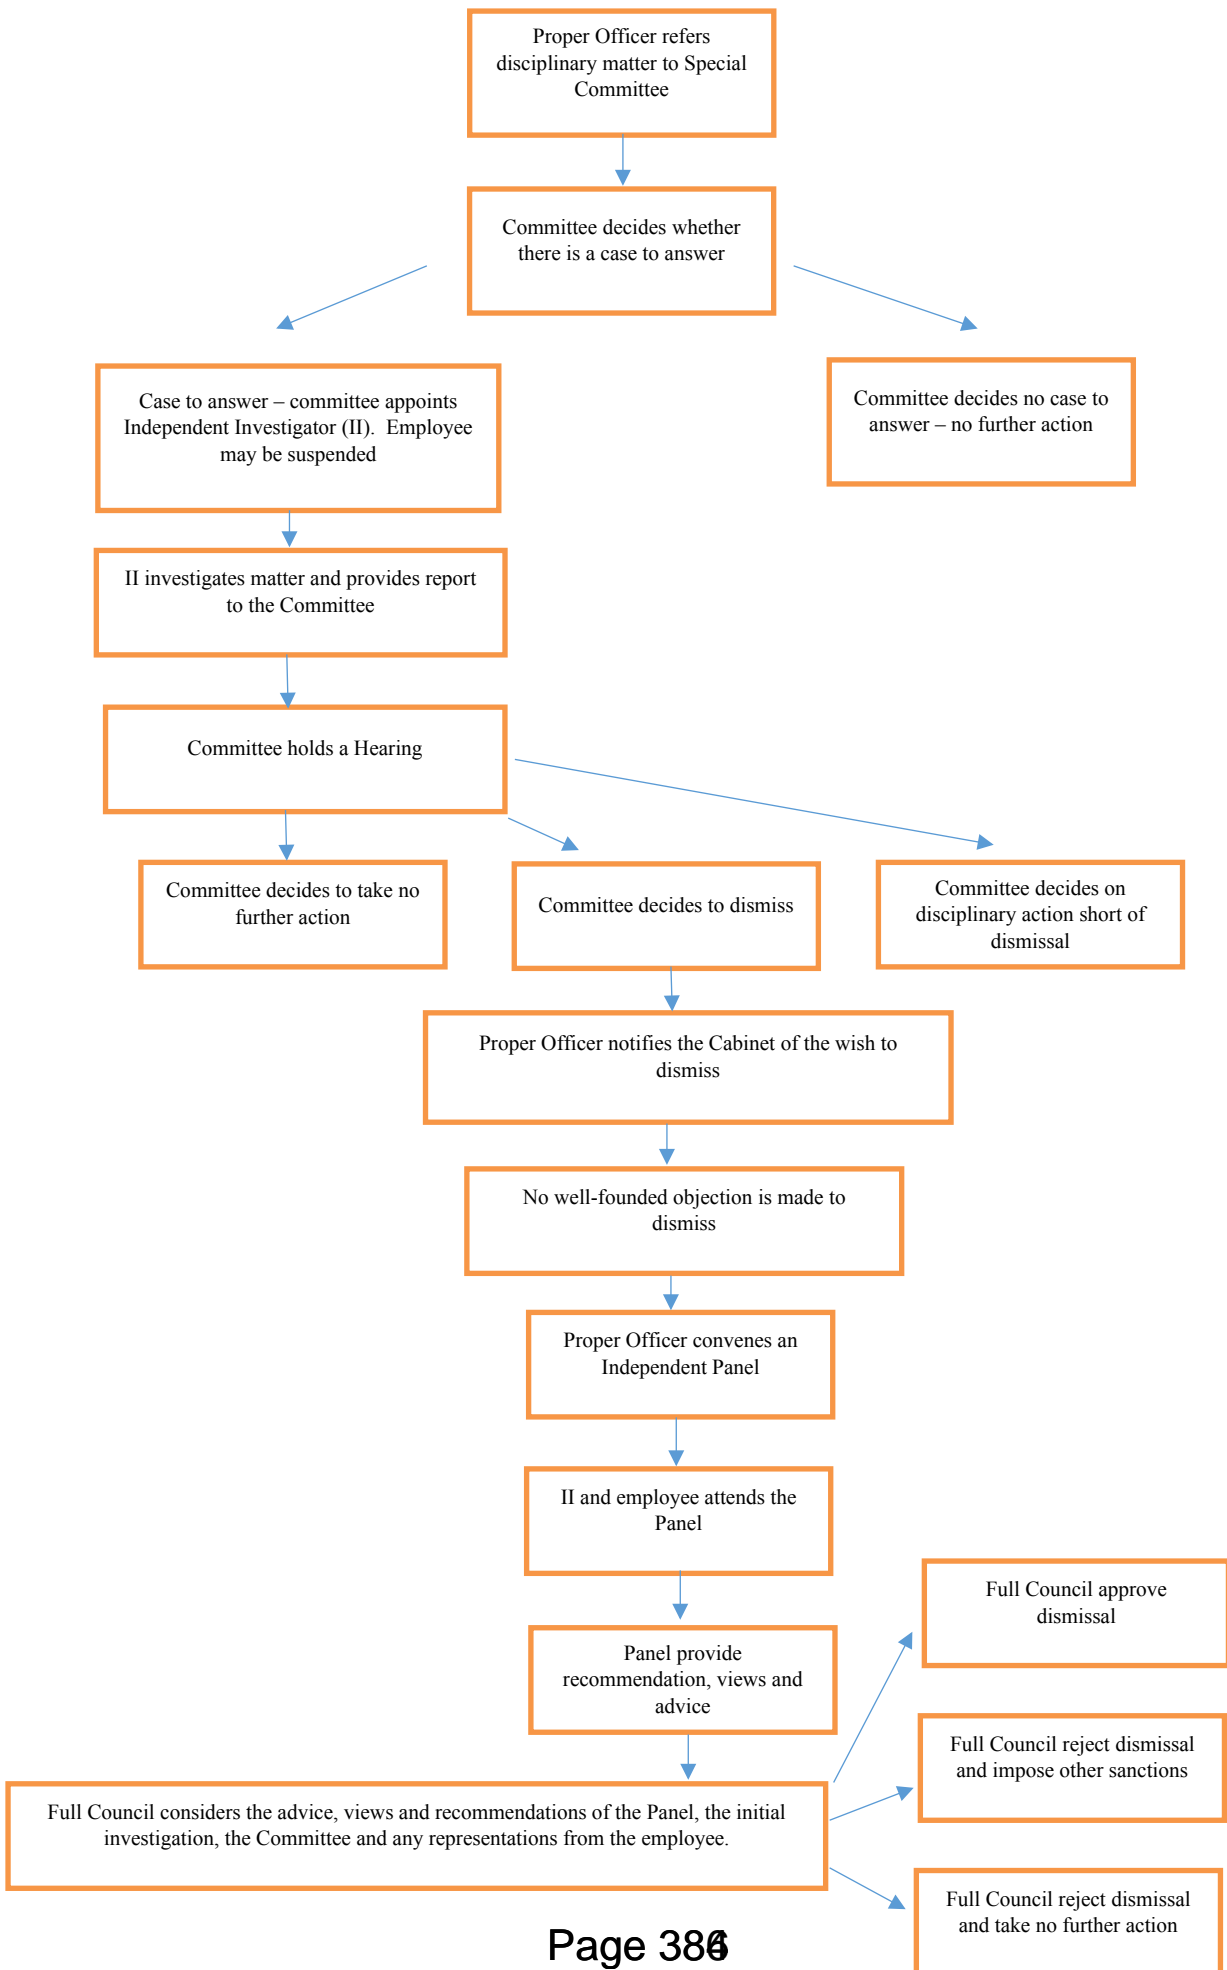 Proper Officer refers
disciplinary matter to Special
Committee
Committee decides whether
there is a case to answer
Case to answer – committee appoints
Independent Investigator (II).  Employee
may be suspended
Committee decides no case to
answer – no further action
II investigates matter and provides report
to the Committee
Committee holds a Hearing
Committee decides to take no
further action
Committee decides to dismiss
Committee decides on
disciplinary action short of
dismissal
Proper Officer notifies the Cabinet of the wish to
dismiss
No well-founded objection is made to
dismiss
Proper Officer convenes an
Independent Panel
II and employee attends the
Panel
Panel provide
recommendation, views and
advice
Full Council considers the advice, views and recommendations of the Panel, the initial
investigation, the Committee and any representations from the employee.
Full Council approve
dismissal
Full Council reject dismissal
and impose other sanctions
Full Council reject dismissal
and take no further action
Page